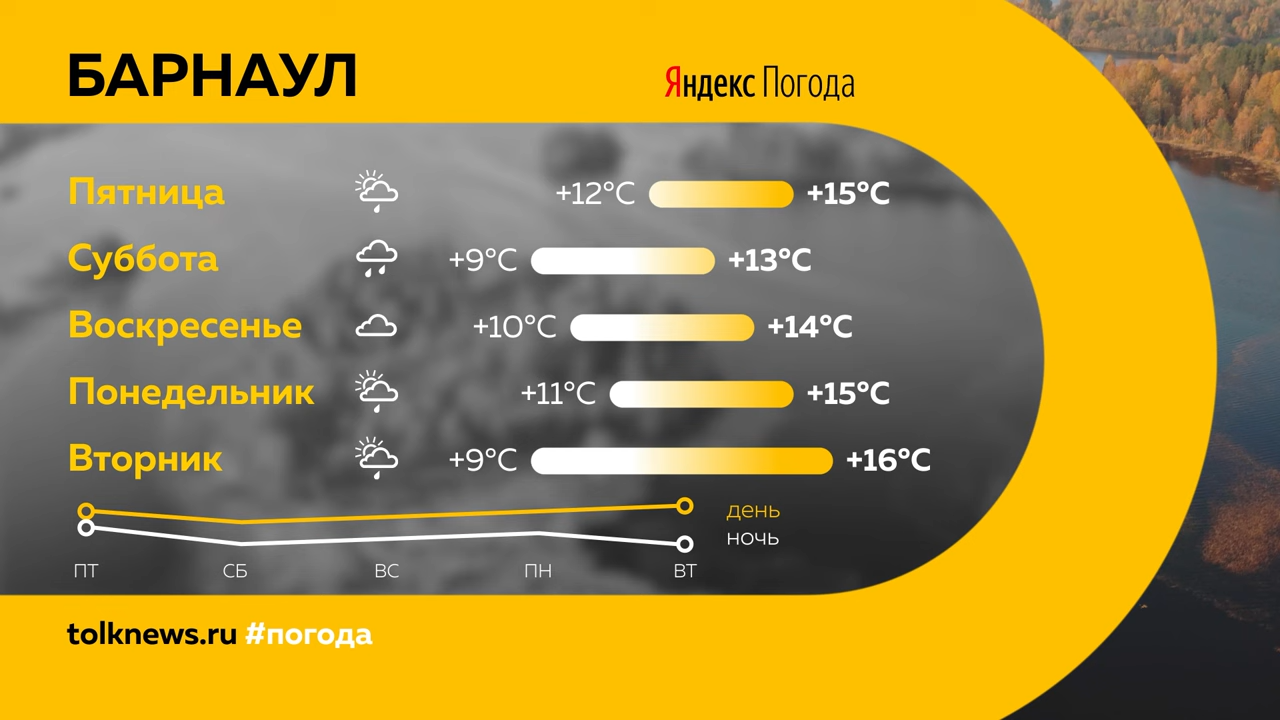 БАРНАУЛ
Яндекс Погода
Пятница +12°C +15°C
Суббота +9°C +13°C
Воскресенье +10°C +14°C
Понедельник +11°C +15°C
Вторник +9°C +16°C
день
ночь
ПТ СБ ВС ПН ВТ
tolknews.ru #погода